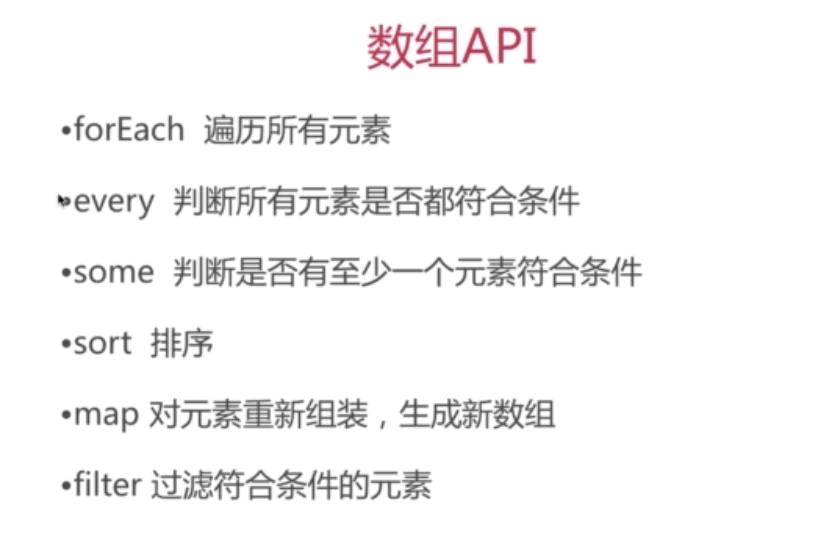 数组API
•forEach 遍历所有元素
•every 判断所有元素是否都符合条件
•some 判断是否有至少一个元素符合条件
•sort 排序
•map 对元素重新组装，生成新数组
•filter 过滤符合条件的元素